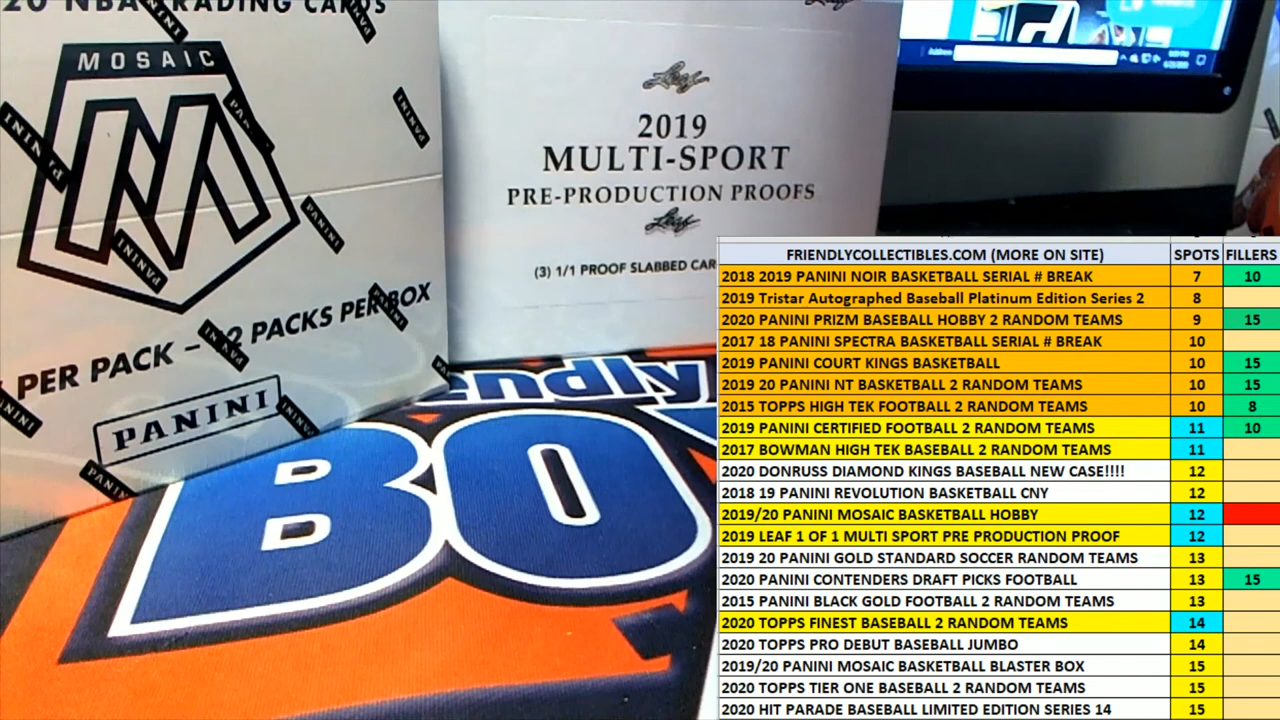 20 NBA TRADING CARDS
MOSAIC
M
PER PACK – 12 PACKS PER BOX
PANINI
PANINI
PANINI
PANINI
PANINI
PANINI
PANINI
Leaf
2019
MULTI-SPORT
PRE-PRODUCTION PROOFS
Leaf
(3) 1/1 PROOF SLABBED CAR
endly
BO
FRIENDLYCOLLECTIBLES.COM (MORE ON SITE) SPOTS FILLERS
2018 2019 PANINI NOIR BASKETBALL SERIAL # BREAK 7 10
2019 Tristar Autographed Baseball Platinum Edition Series 2 8
2020 PANINI PRIZM BASEBALL HOBBY 2 RANDOM TEAMS 9 15
2017 18 PANINI SPECTRA BASKETBALL SERIAL # BREAK 10
2019 PANINI COURT KINGS BASKETBALL 10 15
2019 20 PANINI NT BASKETBALL 2 RANDOM TEAMS 10 15
2015 TOPPS HIGH TEK FOOTBALL 2 RANDOM TEAMS 10 8
2019 PANINI CERTIFIED FOOTBALL 2 RANDOM TEAMS 11 10
2017 BOWMAN HIGH TEK BASEBALL 2 RANDOM TEAMS 11
2020 DONRUSS DIAMOND KINGS BASEBALL NEW CASE!!!! 12
2018 19 PANINI REVOLUTION BASKETBALL CNY 12
2019/20 PANINI MOSAIC BASKETBALL HOBBY 12
2019 LEAF 1 OF 1 MULTI SPORT PRE PRODUCTION PROOF 12
2019 20 PANINI GOLD STANDARD SOCCER RANDOM TEAMS 13
2020 PANINI CONTENDERS DRAFT PICKS FOOTBALL 13 15
2015 PANINI BLACK GOLD FOOTBALL 2 RANDOM TEAMS 13
2020 TOPPS FINEST BASEBALL 2 RANDOM TEAMS 14
2020 TOPPS PRO DEBUT BASEBALL JUMBO 14
2019/20 PANINI MOSAIC BASKETBALL BLASTER BOX 15
2020 TOPPS TIER ONE BASEBALL 2 RANDOM TEAMS 15
2020 HIT PARADE BASEBALL LIMITED EDITION SERIES 14 15